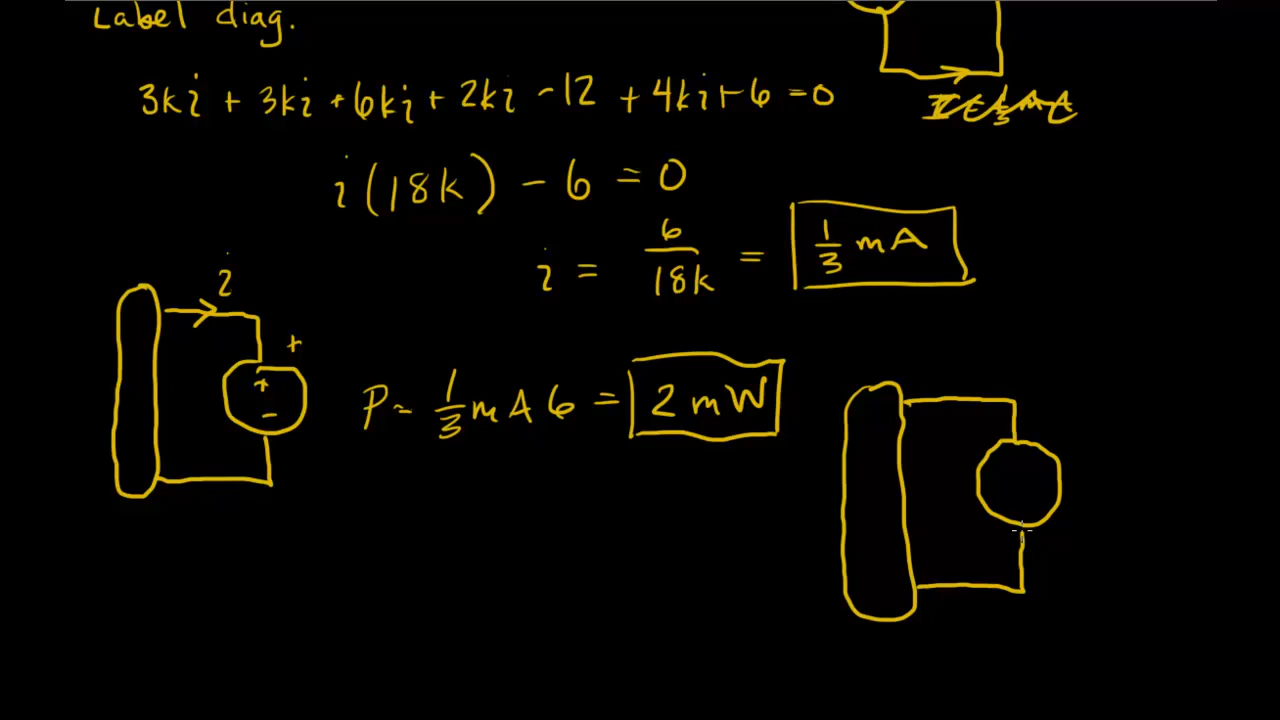 Label diag.
3ki + 3ki + 6ki + 2ki - 12 + 4ki + 6 = 0
i(18k) - 6 = 0
i = 6/18k = 1/3 mA
i
+
+
-
P = 1/3 mA 6 = 2 mW